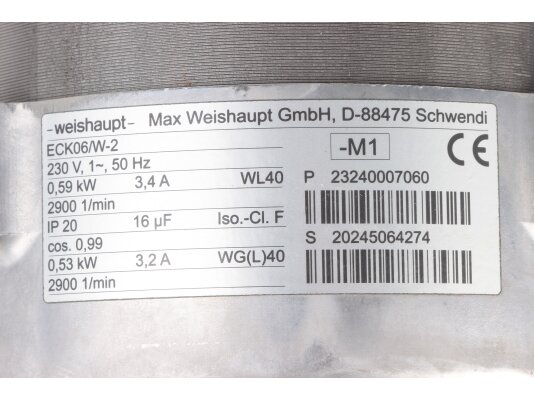 -weishaupt- Max Weishaupt GmbH, D-88475 Schwendi
ECK06/W-2
-M1
CE
230 V, 1~, 50 Hz
0,59 kW 3,4 A WL40
P 23240007060
2900 1/min
IP 20 16 µF Iso.-Cl. F
S 20245064274
cos. 0,99
0,53 kW 3,2 A WG(L)40
2900 1/min